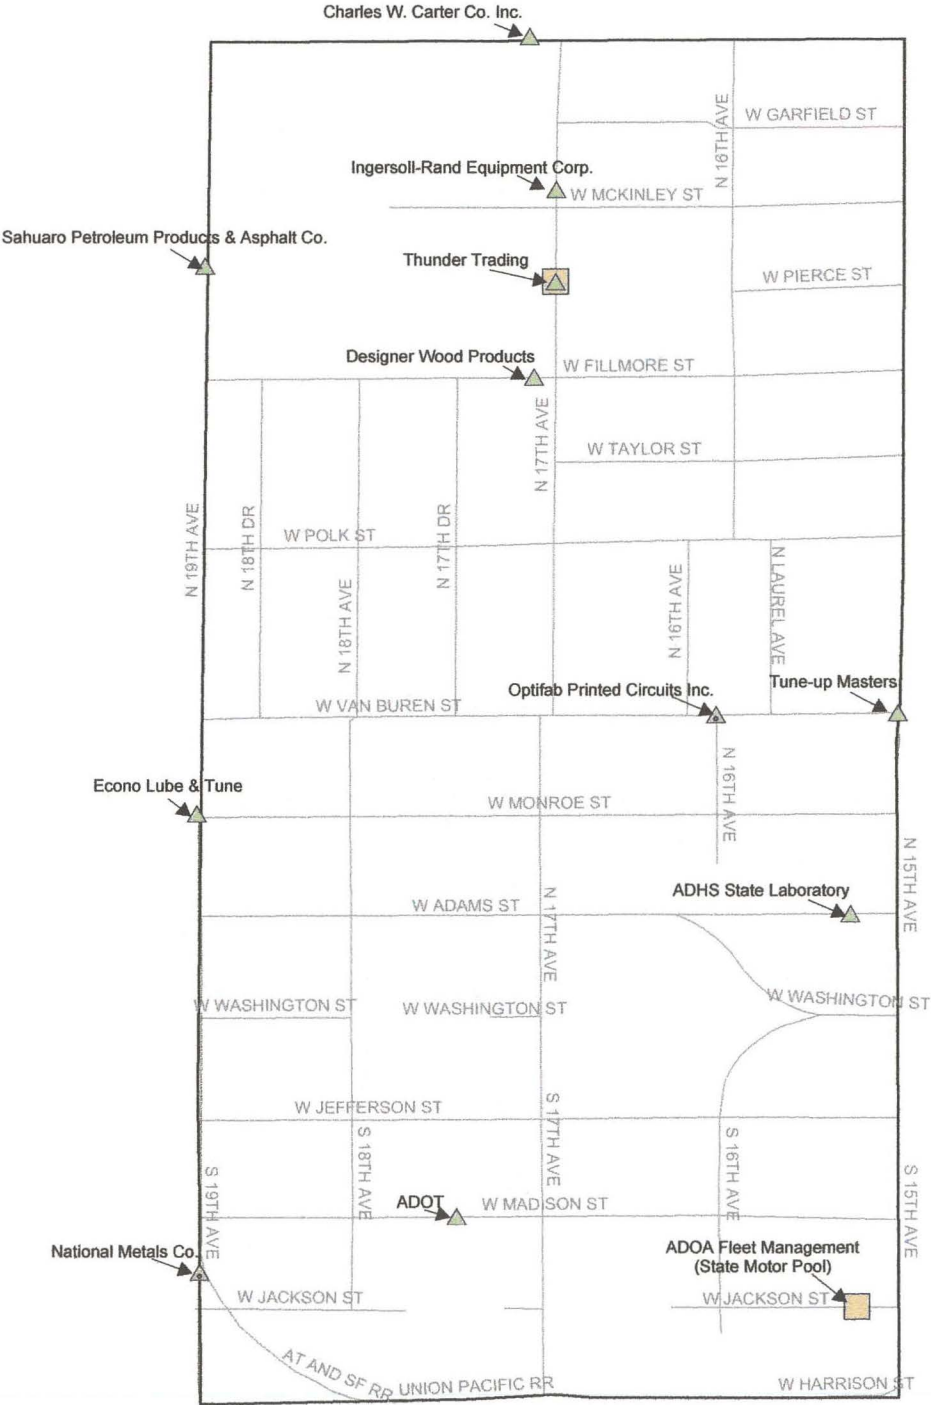 Charles W. Carter Co. Inc.
N 16TH AVE
W GARFIELD ST
Ingersoll-Rand Equipment Corp.
W MCKINLEY ST
Sahuaro Petroleum Products & Asphalt Co.
Thunder Trading
W PIERCE ST
Designer Wood Products
W FILLMORE ST
N 17TH AVE
W TAYLOR ST
N 19TH AVE
N 18TH DR
W POLK ST
N 18TH AVE
N 17TH DR
N 16TH AVE
N LAUREL AVE
Optifab Printed Circuits Inc.
Tune-up Masters
W VAN BUREN ST
N 16TH AVE
Econo Lube & Tune
W MONROE ST
N 15TH AVE
ADHS State Laboratory
W ADAMS ST
N 17TH AVE
W WASHINGTON ST
W WASHINGTON ST
W WASHINGTON ST
W JEFFERSON ST
S 17TH AVE
S 18TH AVE
S 16TH AVE
S 19TH AVE
S 15TH AVE
ADOT
W MADISON ST
National Metals Co.
ADOA Fleet Management
(State Motor Pool)
W JACKSON ST
W JACKSON ST
AT AND SF RR
UNION PACIFIC RR
W HARRISON ST